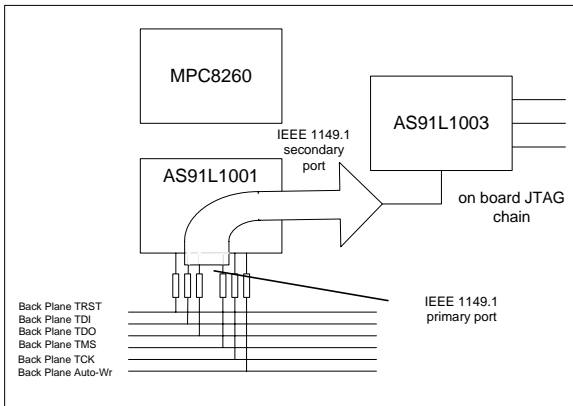 MPC8260
AS91L1003
IEEE 1149.1
secondary
port
AS91L1001
on board JTAG
chain
IEEE 1149.1
primary port
Back Plane TRST
Back Plane TDI
Back Plane TDO
Back Plane TMS
Back Plane TCK
Back Plane Auto-Wr